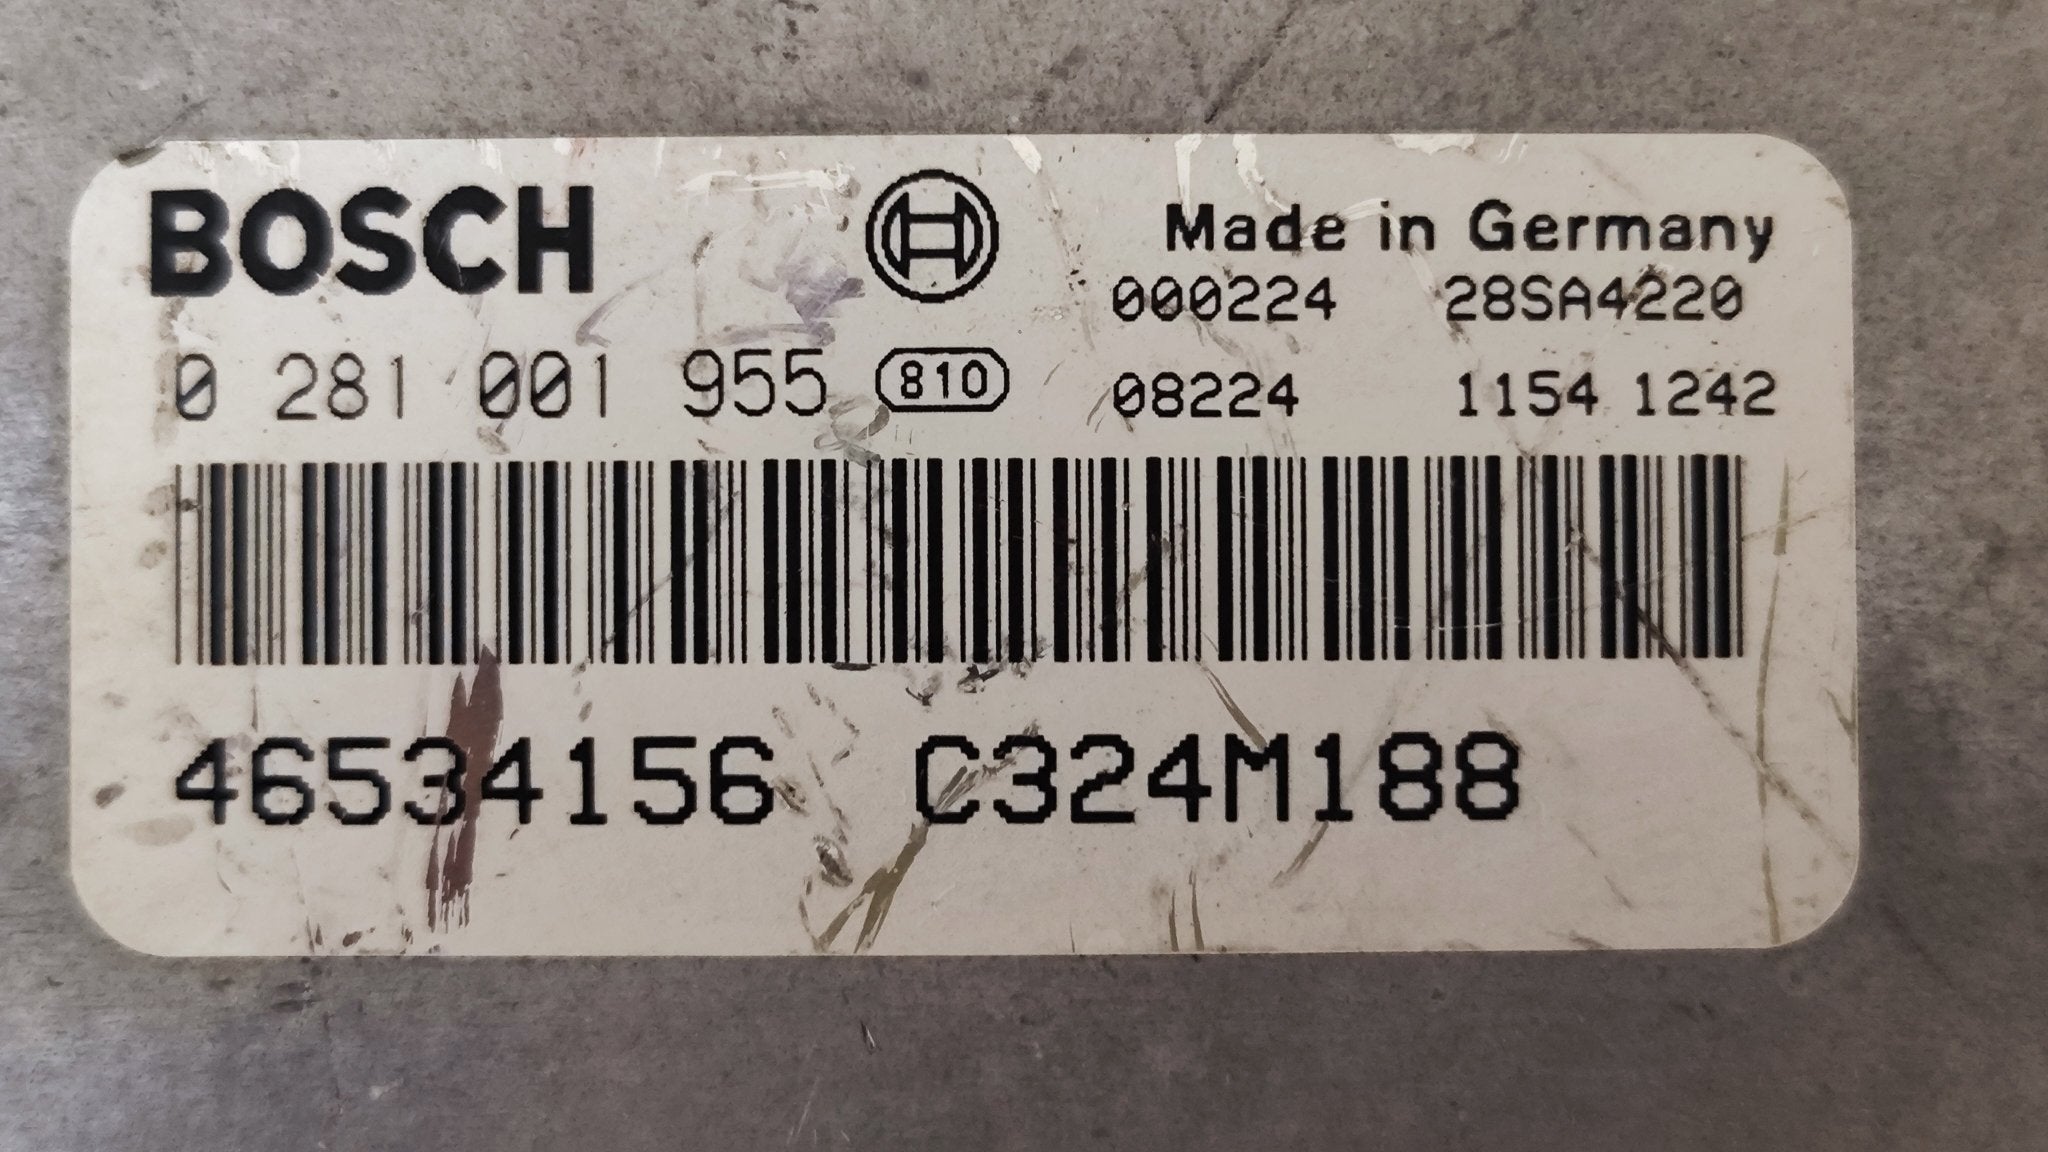 BOSCH Made in Germany
000224 28SA4220
0 281 001 955 810 08224 1154 1242
46534156 C324M188